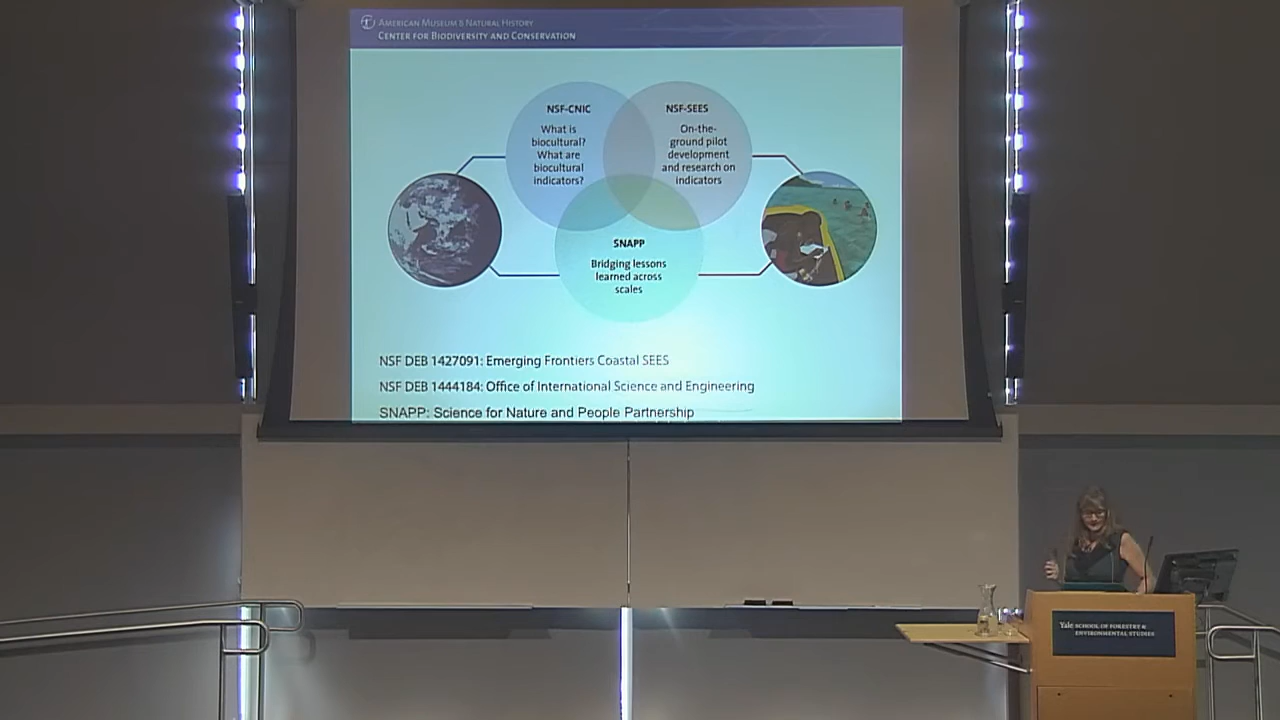 AMERICAN MUSEUM & NATURAL HISTORY
CENTER FOR BIODIVERSITY AND CONSERVATION
NSF-CNIC
What is
biocultural?
What are
biocultural
indicators?
NSF-SEES
On-the-
ground pilot
development
and research on
indicators
SNAPP
Bridging lessons
learned across
scales
NSF DEB 1427091: Emerging Frontiers Coastal SEES
NSF DEB 1444184: Office of International Science and Engineering
SNAPP: Science for Nature and People Partnership
Yale SCHOOL OF FORESTRY &
ENVIRONMENTAL STUDIES